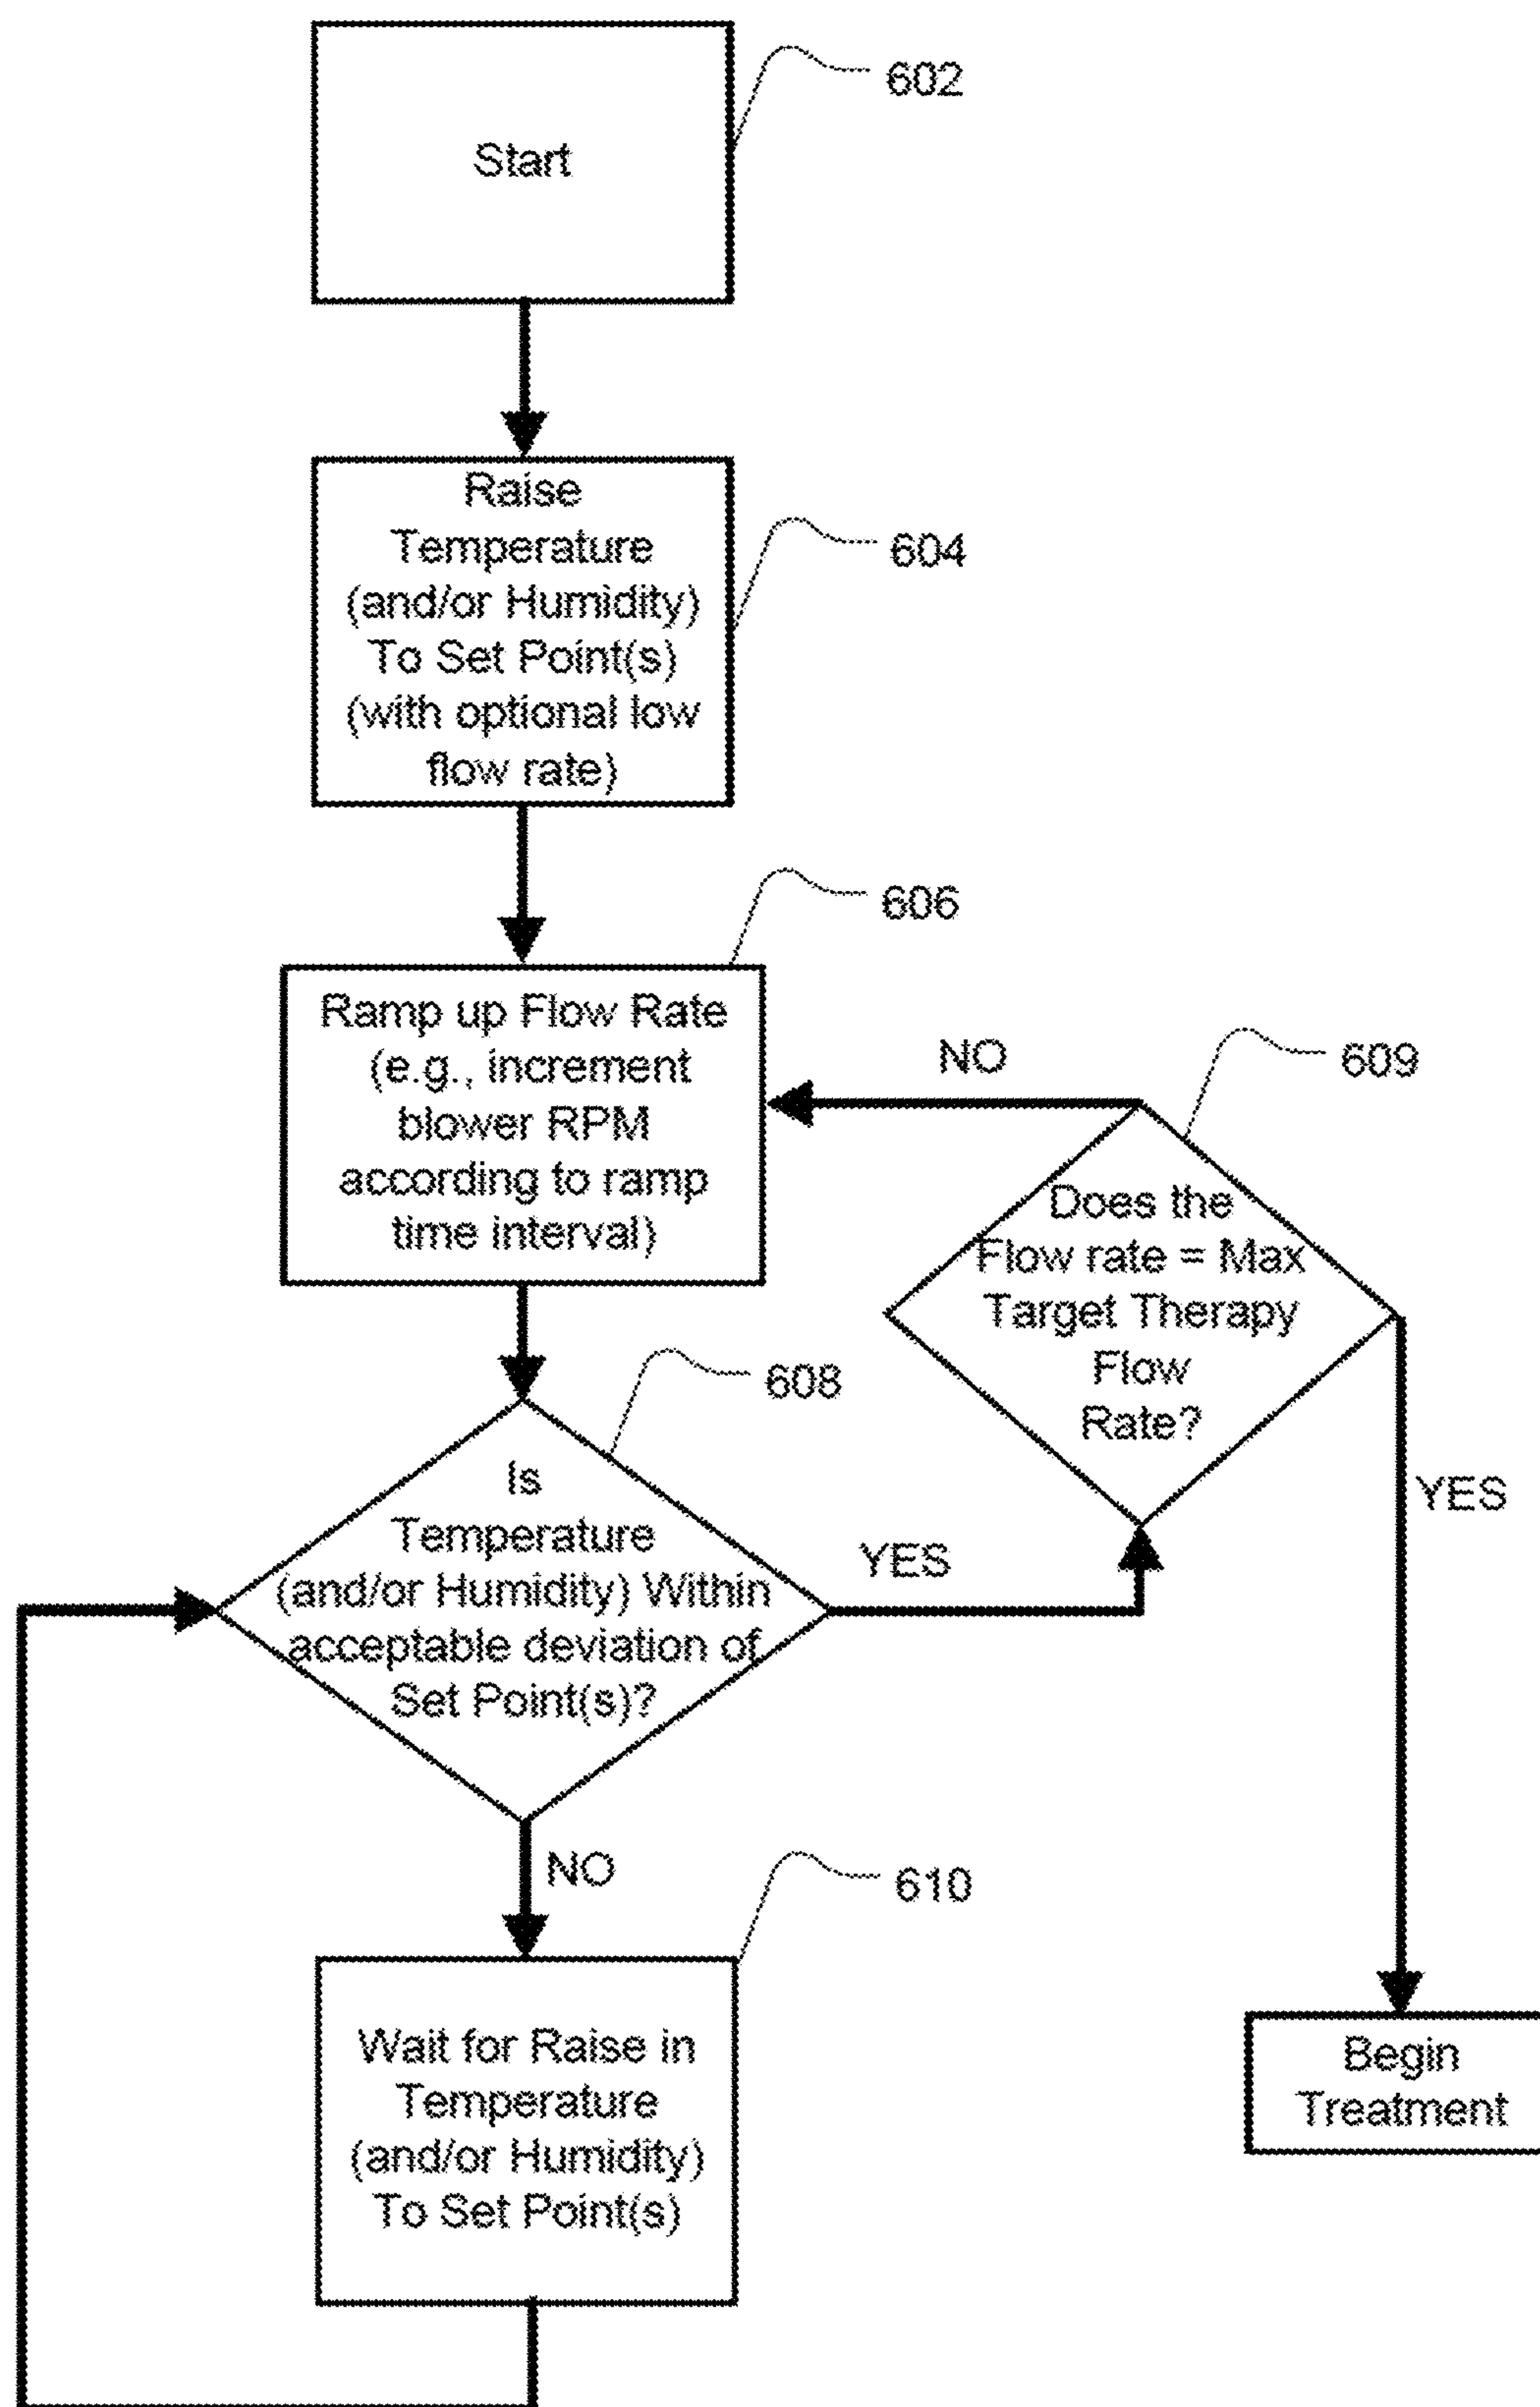 602
Start
Raise
Temperature
(and/or Humidity)
To Set Point(s)
(with optional low
flow rate)
604
606
Ramp up Flow Rate
(e.g., increment
blower RPM
according to ramp
time interval)
NO
609
Does the
Flow rate = Max
Target Therapy
Flow
Rate?
608
Is
Temperature
(and/or Humidity) Within
acceptable deviation of
Set Point(s)?
YES
YES
NO
610
Wait for Raise in
Temperature
(and/or Humidity)
To Set Point(s)
Begin
Treatment